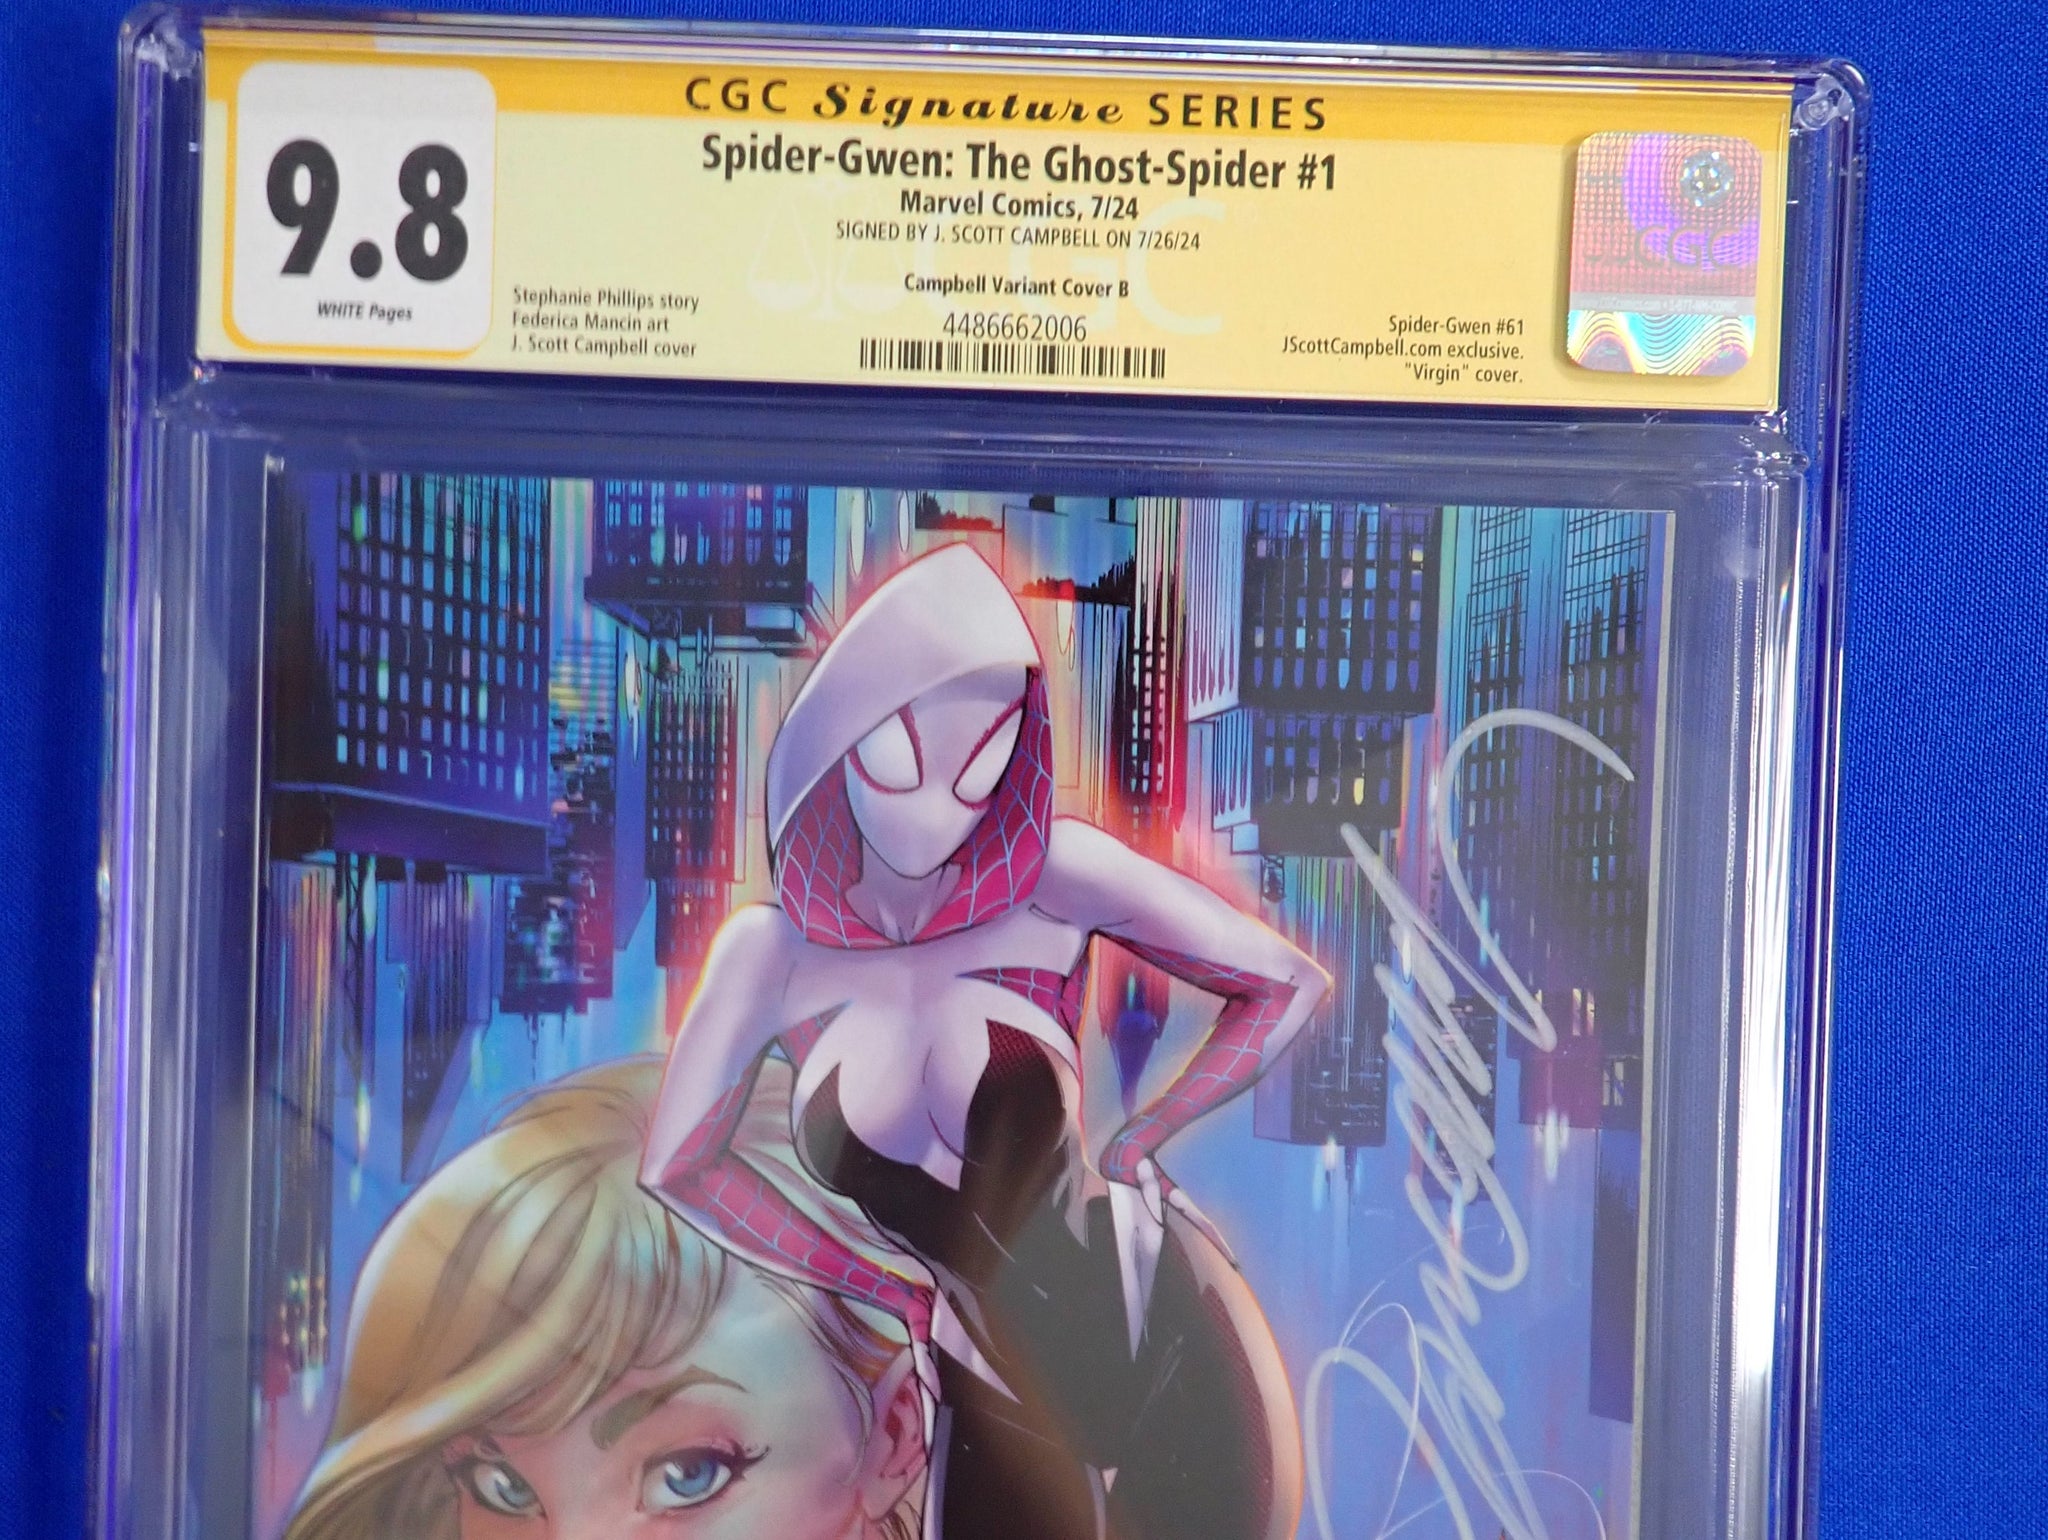 CGC Signature SERIES
9.8
WHITE Pages
Spider-Gwen: The Ghost-Spider #1
Marvel Comics, 7/24
SIGNED BY J. SCOTT CAMPBELL ON 7/26/24
Campbell Variant Cover B
4486662006
Stephanie Phillips story
Federica Mancin art
J. Scott Campbell cover
Spider-Gwen #61
JScottCampbell.com exclusive.
"Virgin" cover.
CGC
CGC